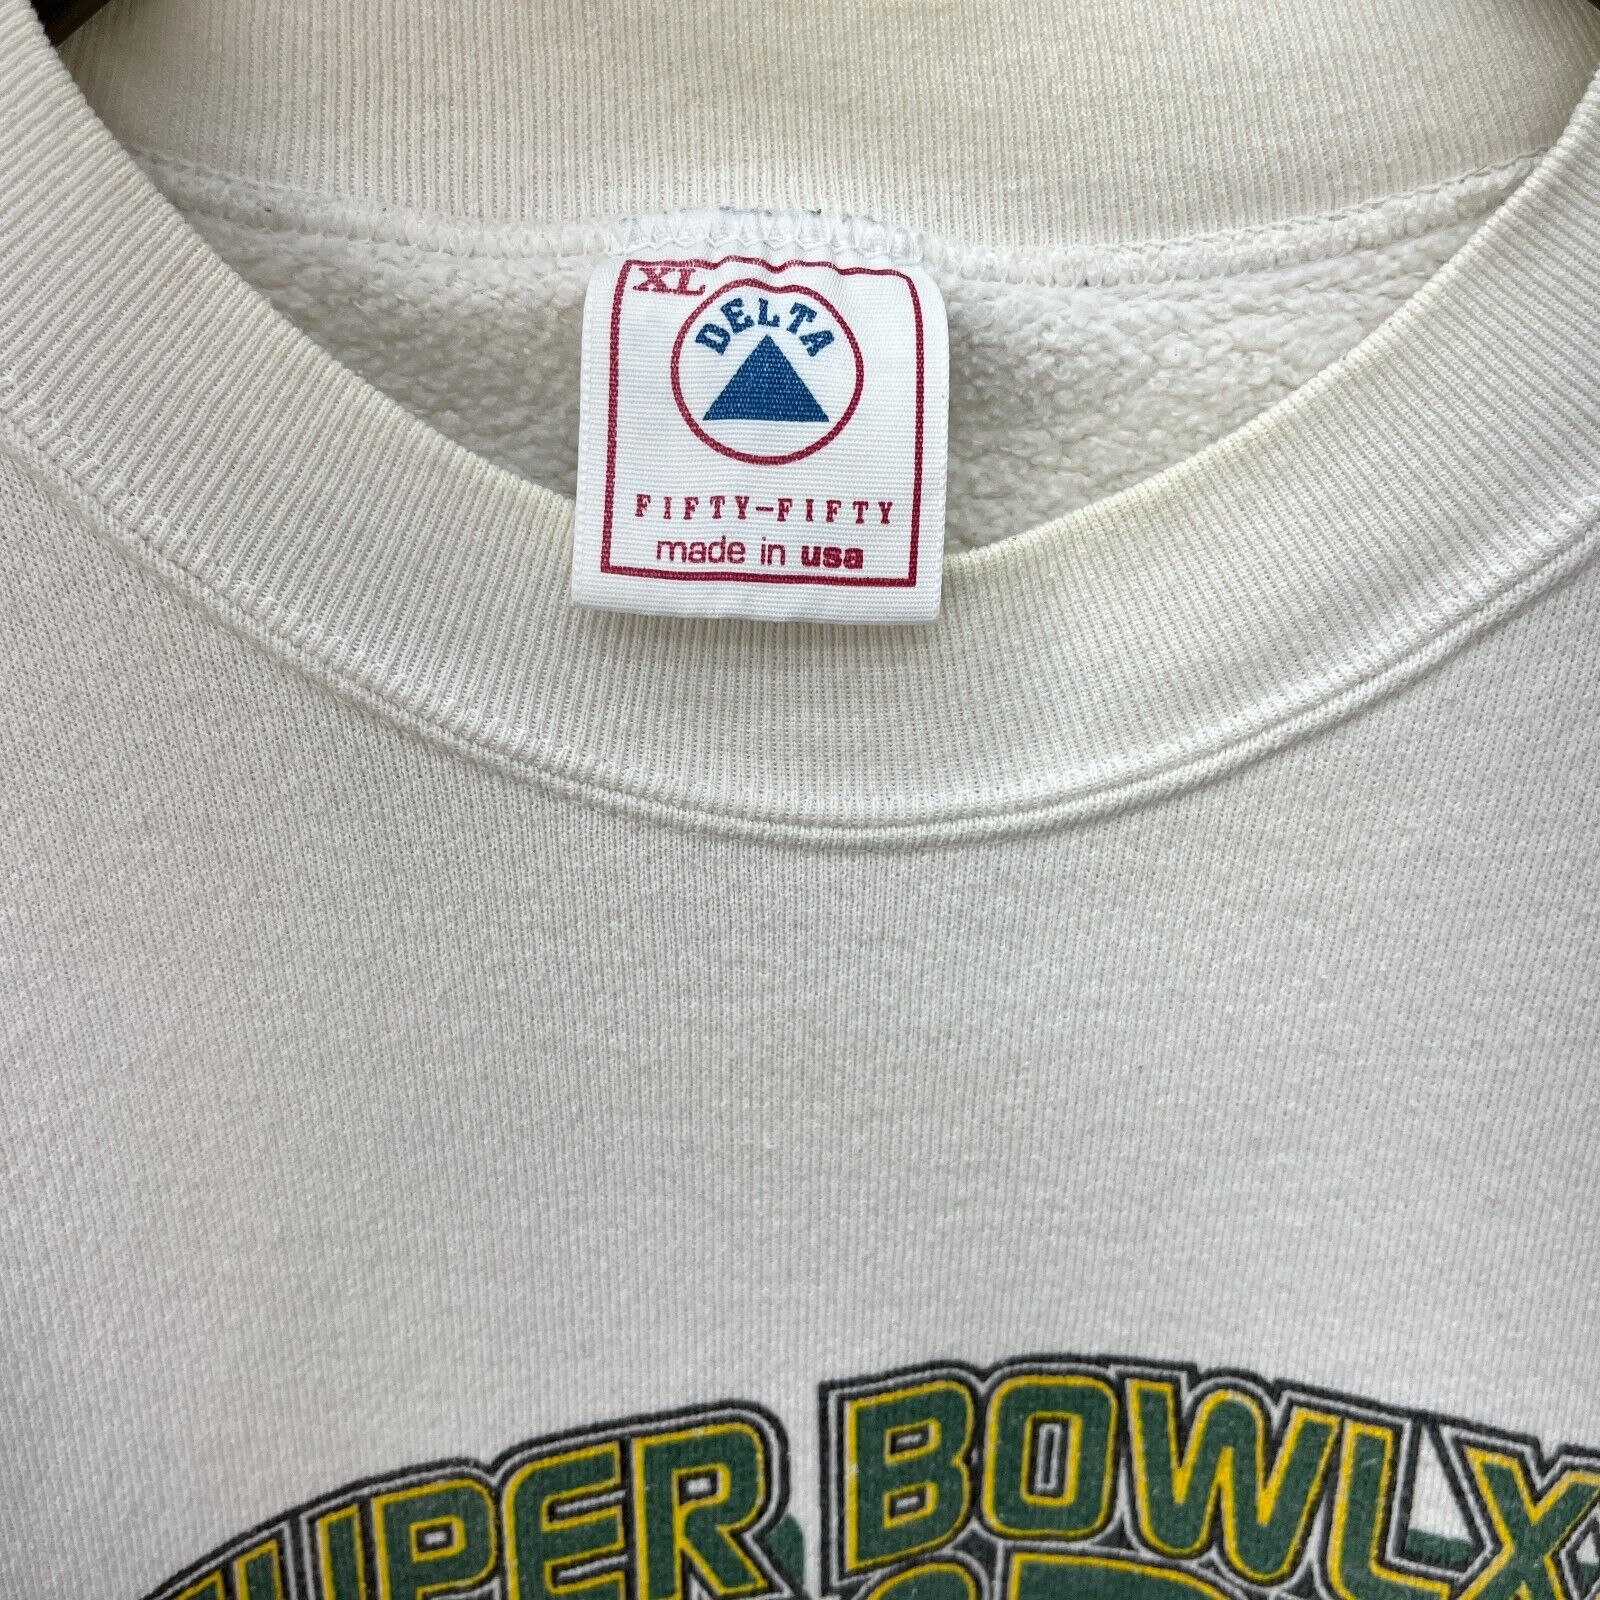 XL
DELTA
FIFTY-FIFTY
made in usa
SUPER BOWL X